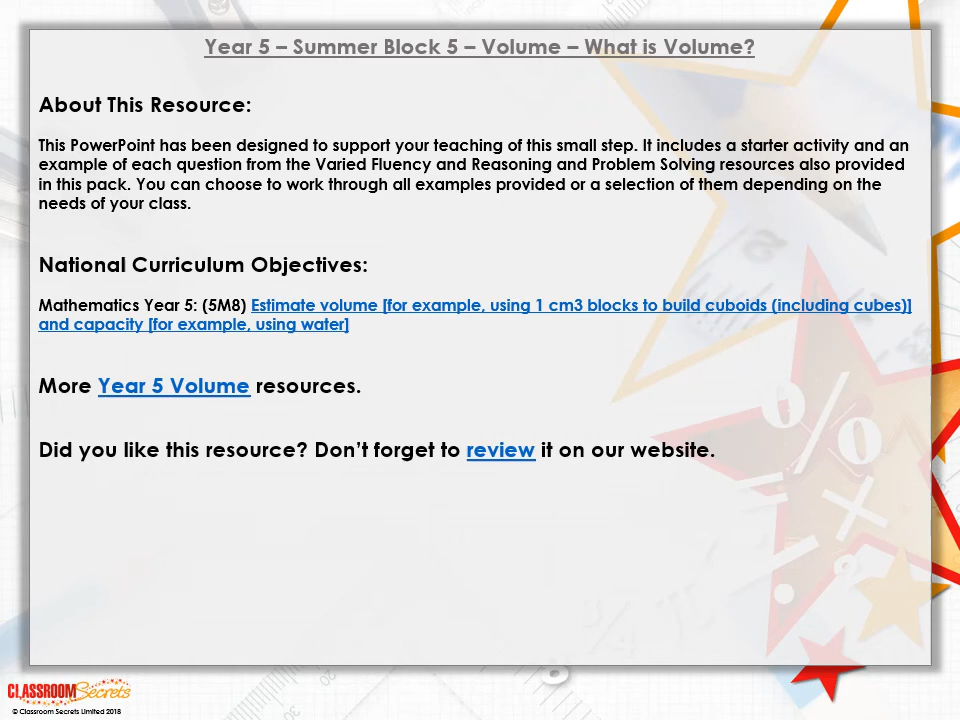 Year 5 – Summer Block 5 – Volume – What is Volume?
About This Resource:
This PowerPoint has been designed to support your teaching of this small step. It includes a starter activity and an
example of each question from the Varied Fluency and Reasoning and Problem Solving resources also provided
in this pack. You can choose to work through all examples provided or a selection of them depending on the
needs of your class.
National Curriculum Objectives:
Mathematics Year 5: (5M8) Estimate volume [for example, using 1 cm3 blocks to build cuboids (including cubes)]
and capacity [for example, using water]
More Year 5 Volume resources.
Did you like this resource? Don’t forget to review it on our website.
CLASSROOM Secrets
© Classroom Secrets Limited 2018